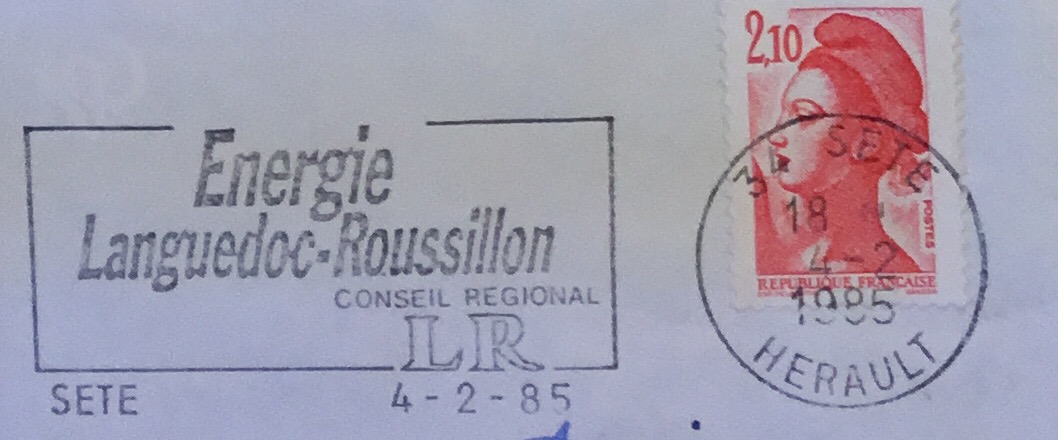 Energie
Languedoc-Roussillon
CONSEIL REGIONAL
LR
SETE 4-2-85
2,10
POSTES
REPUBLIQUE FRANÇAISE
34 SETE
18
4-2
1985
HERAULT